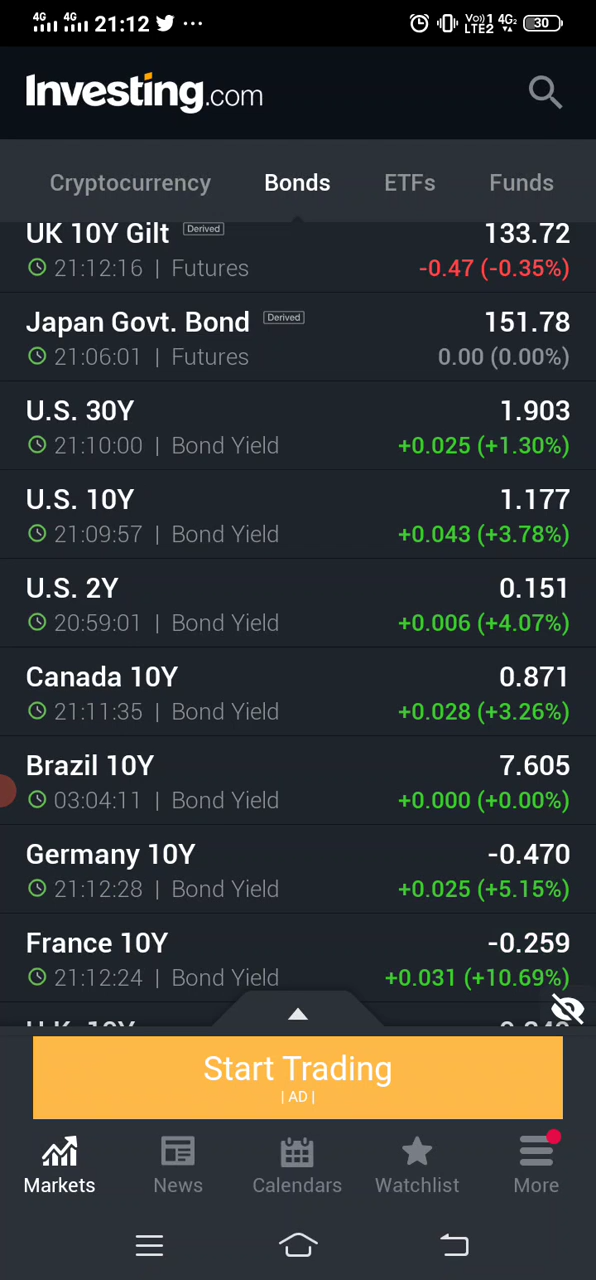 4G 4G 21:12 ... Vo)) 1 LTE2 4G2 30
Investing.com
Cryptocurrency Bonds ETFs Funds
UK 10Y Gilt Derived 133.72
21:12:16 | Futures -0.47 (-0.35%)
Japan Govt. Bond Derived 151.78
21:06:01 | Futures 0.00 (0.00%)
U.S. 30Y 1.903
21:10:00 | Bond Yield +0.025 (+1.30%)
U.S. 10Y 1.177
21:09:57 | Bond Yield +0.043 (+3.78%)
U.S. 2Y 0.151
20:59:01 | Bond Yield +0.006 (+4.07%)
Canada 10Y 0.871
21:11:35 | Bond Yield +0.028 (+3.26%)
Brazil 10Y 7.605
03:04:11 | Bond Yield +0.000 (+0.00%)
Germany 10Y -0.470
21:12:28 | Bond Yield +0.025 (+5.15%)
France 10Y -0.259
21:12:24 | Bond Yield +0.031 (+10.69%)
Start Trading
| AD |
Markets News Calendars Watchlist More